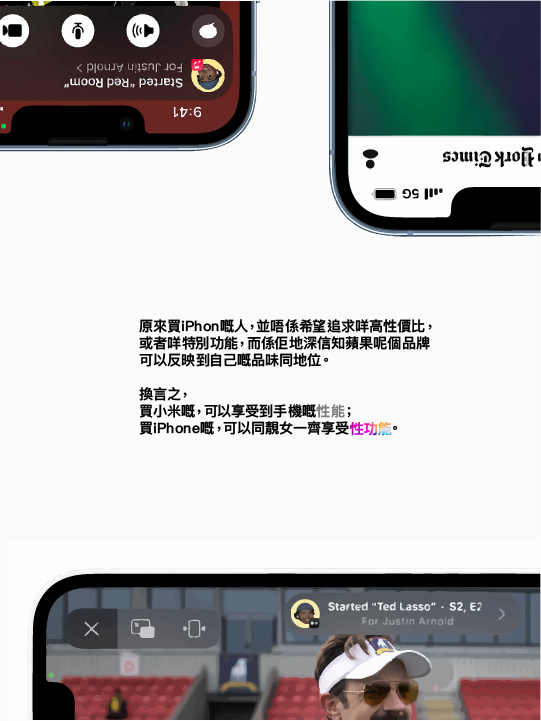 For Justin Arnold >
Started "Red" Room"
9:41
York Times
5G
原來買iPhon嘅人，並唔係希望追求咩高性價比，
或者咩特別功能，而係佢地深信知蘋果呢個品牌
可以反映到自己嘅品味同地位。
換言之，
買小米嘅，可以享受到手機嘅性能；
買iPhone嘅，可以同靚女一齊享受性功能。
Started “Ted Lasso” · S2, E2
For Justin Arnold